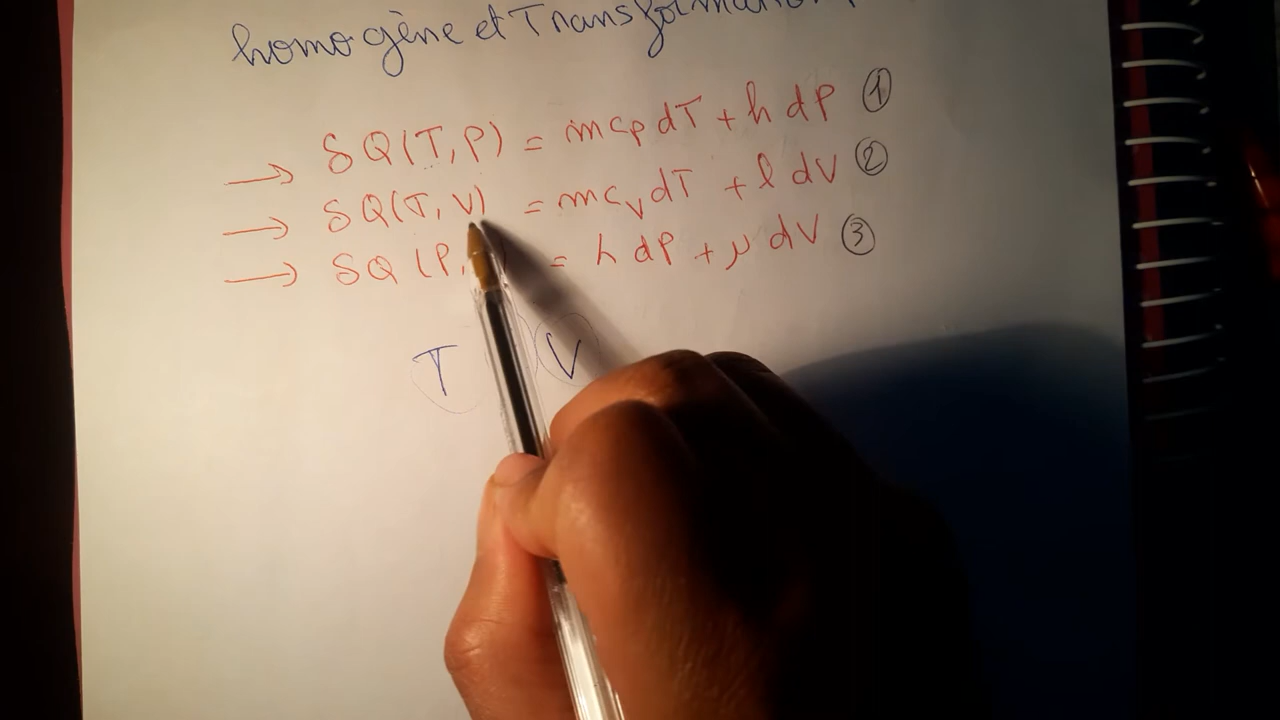 homogène et Transformation
→ δQ(T,P) = mcp dT + h dP ①
→ δQ(T,V) = mcv dT + l dV ②
→ δQ(P, ) = h dP + μ dV ③
T V